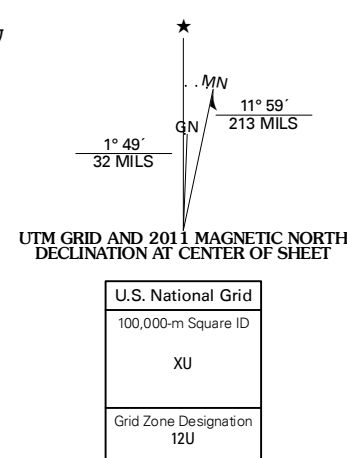 ★
MN
GN
11° 59´
213 MILS
1° 49´
32 MILS
UTM GRID AND 2011 MAGNETIC NORTH
DECLINATION AT CENTER OF SHEET
U.S. National Grid
100,000-m Square ID
XU
Grid Zone Designation
12U